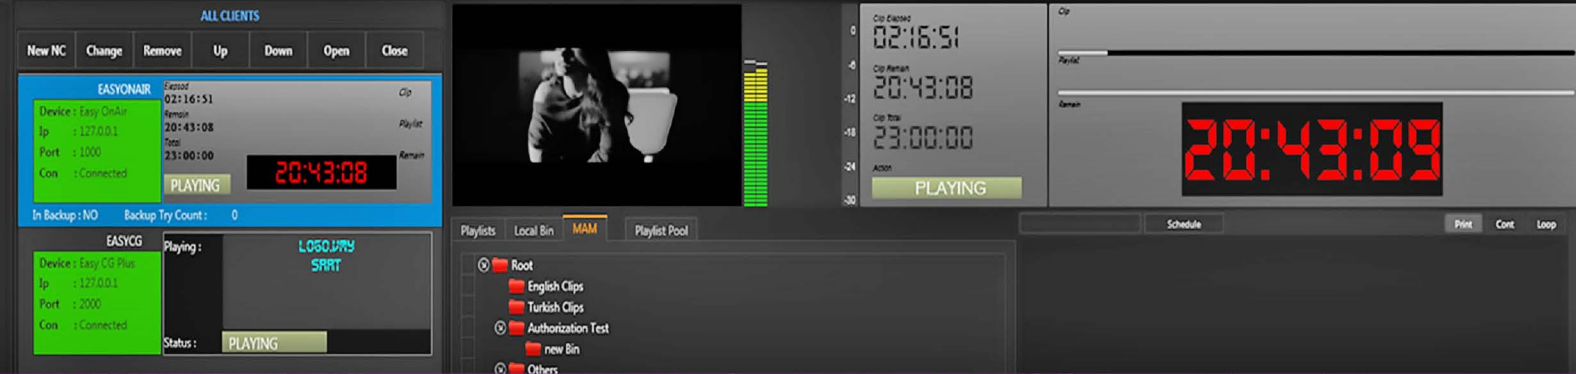 ALL CLIENTS
New NC Change Remove Up Down Open Close
EASYONAIR
Device : Easy OnAir
Ip : 127.0.0.1
Port : 1000
Con : Connected
Elapsed
02:16:51
Remain
20:43:08
Total
23:00:00
PLAYING
Clip
Playlist
Remain
20:43:08
In Backup : NO Backup Try Count : 0
EASYCG
Device : Easy CG Plus
Ip : 127.0.0.1
Port : 2000
Con : Connected
Playing :
LOGO.VMY
SAAT
Status : PLAYING
0
-6
-12
-18
-24
-30
Clip Elapsed
02:16:51
Clip Remain
20:43:08
Clip Total
23:00:00
Action
PLAYING
Clip
Playlist
Remain
20:43:09
Playlists Local Bin MAM Playlist Pool
Root
English Clips
Turkish Clips
Authorization Test
new Bin
Others
Schedule
Print Cont Loop